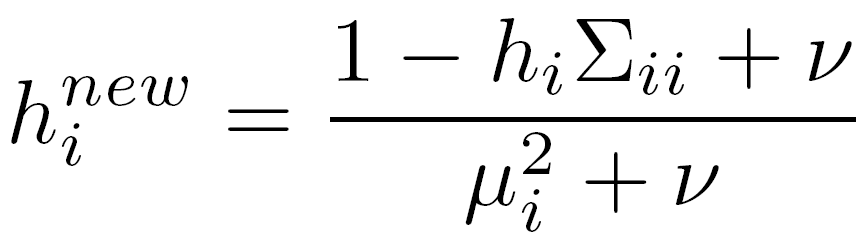 h_i^{new} = \frac{1 - h_i \Sigma_{ii} + \nu}{\mu_i^2 + \nu}